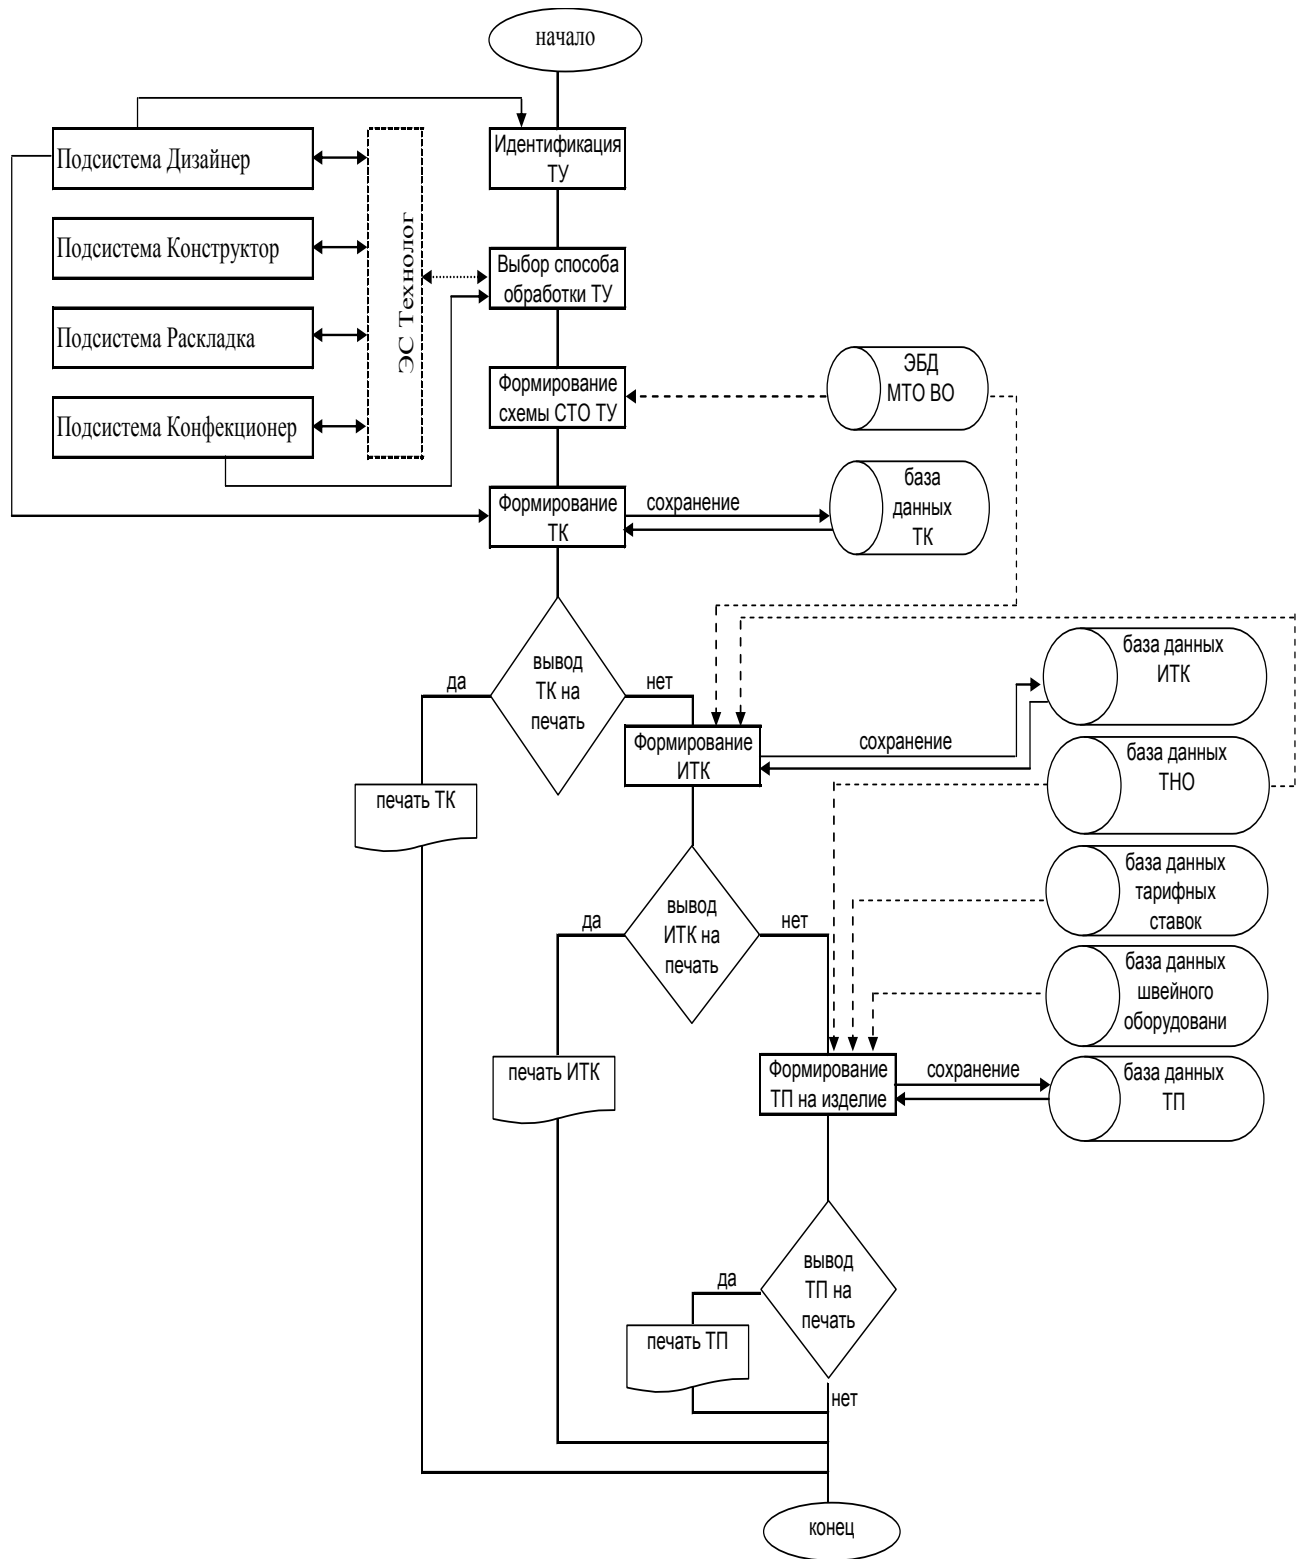 начало
Подсистема Дизайнер
Подсистема Конструктор
Подсистема Раскладка
Подсистема Конфекционер
ЭС Технолог
Идентификация
ТУ
Выбор способа
обработки ТУ
Формирование
схемы СТО ТУ
ЭБД
МТО ВО
Формирование
ТК
сохранение
база
данных
ТК
вывод
ТК на
печать
да
нет
печать ТК
Формирование
ИТК
сохранение
база данных
ИТК
база данных
ТНО
база данных
тарифных
ставок
база данных
швейного
оборудовани
вывод
ИТК на
печать
да
нет
печать ИТК
Формирование
ТП на изделие
сохранение
база данных
ТП
вывод
ТП на
печать
да
печать ТП
нет
конец